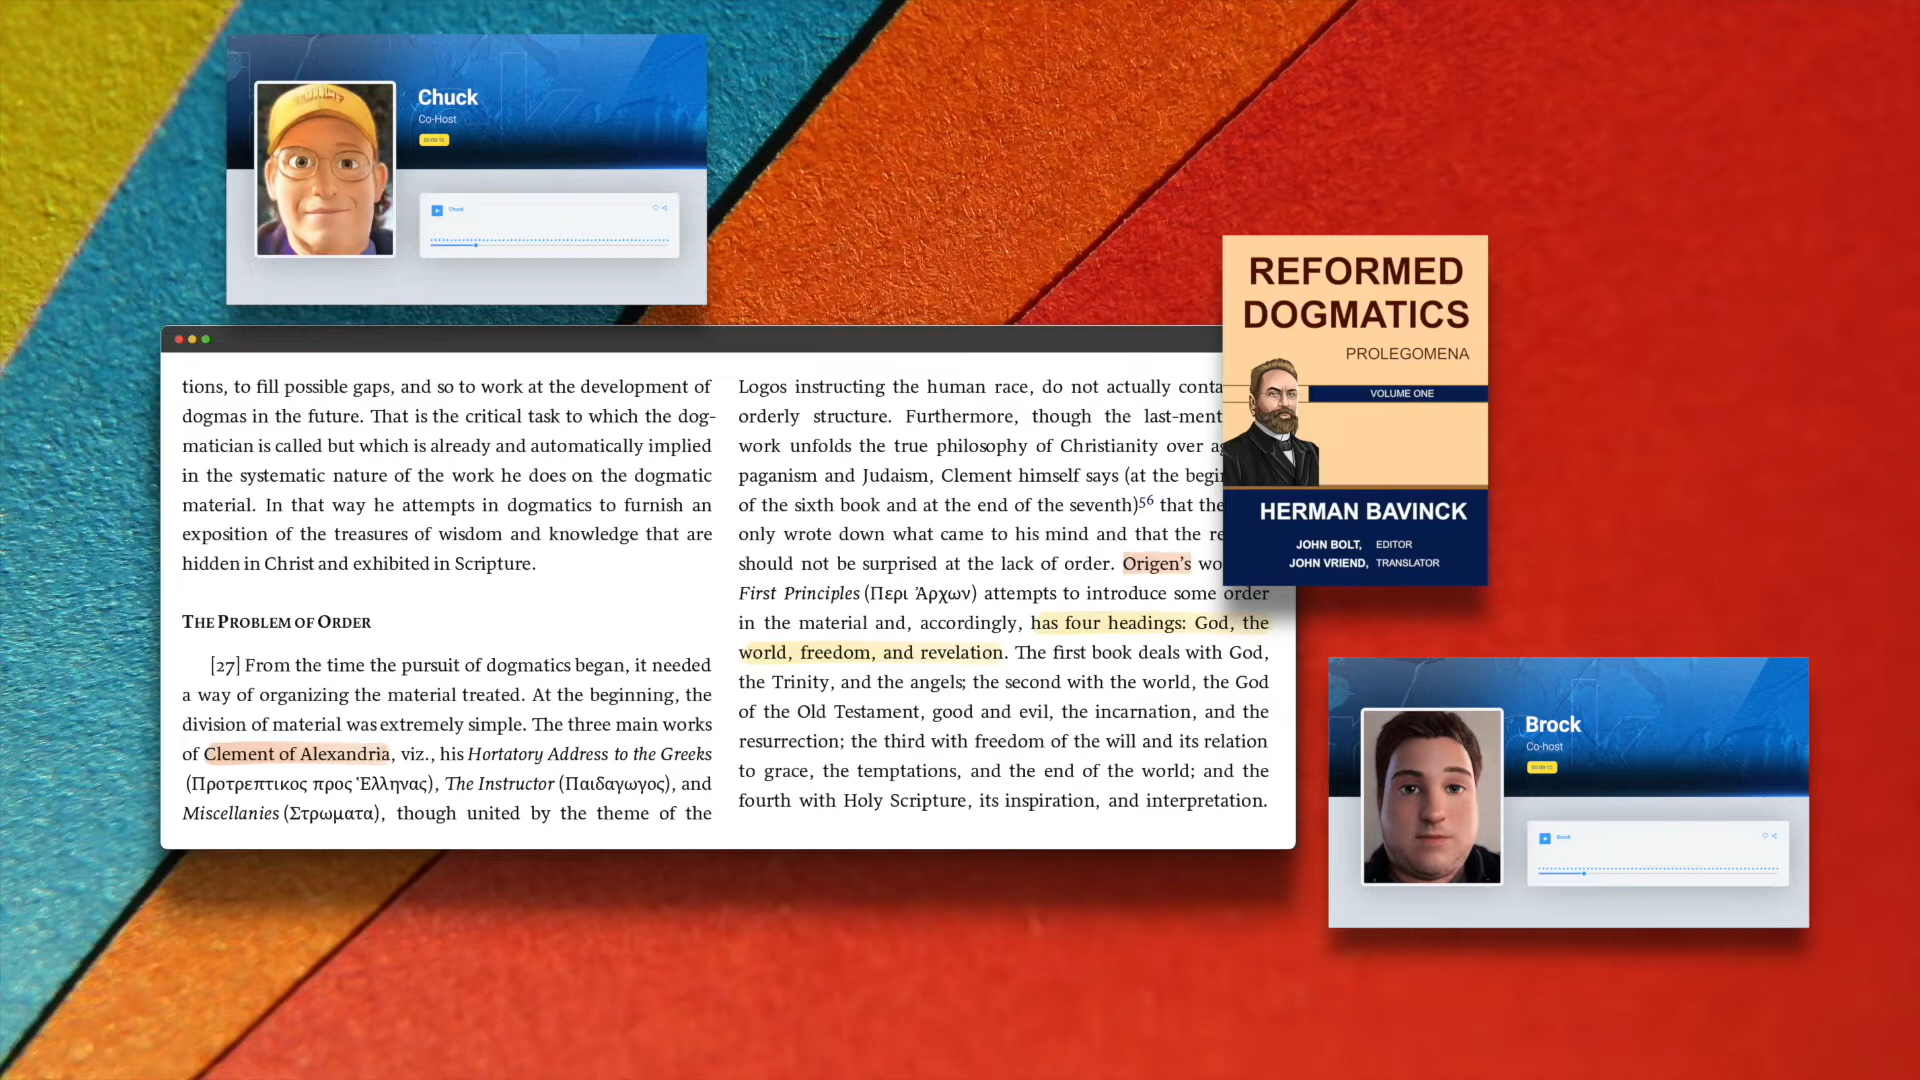 Chuck
Co-Host
Chuck
tions, to fill possible gaps, and so to work at the development of
dogmas in the future. That is the critical task to which the dog-
matician is called but which is already and automatically implied
in the systematic nature of the work he does on the dogmatic
material. In that way he attempts in dogmatics to furnish an
exposition of the treasures of wisdom and knowledge that are
hidden in Christ and exhibited in Scripture.
THE PROBLEM OF ORDER
[27] From the time the pursuit of dogmatics began, it needed
a way of organizing the material treated. At the beginning, the
division of material was extremely simple. The three main works
of Clement of Alexandria, viz., his Hortatory Address to the Greeks
(Προτρεπτικος προς Ἑλληνας), The Instructor (Παιδαγωγος), and
Miscellanies (Στρωματα), though united by the theme of the
Logos instructing the human race, do not actually
orderly structure. Furthermore, though the
work unfolds the true philosophy of Christianity over
paganism and Judaism, Clement himself says (at the
of the sixth book and at the end of the seventh)56 that
only wrote down what came to his mind and that the
should not be surprised at the lack of order. Origen's
First Principles (Περι Ἀρχων) attempts to introduce some order
in the material and, accordingly, has four headings: God, the
world, freedom, and revelation. The first book deals with God,
the Trinity, and the angels; the second with the world, the God
of the Old Testament, good and evil, the incarnation, and the
resurrection; the third with freedom of the will and its relation
to grace, the temptations, and the end of the world; and the
fourth with Holy Scripture, its inspiration, and interpretation.
REFORMED
DOGMATICS
PROLEGOMENA
VOLUME ONE
HERMAN BAVINCK
JOHN BOLT, EDITOR
JOHN VRIEND, TRANSLATOR
Brock
Co-host
Brock